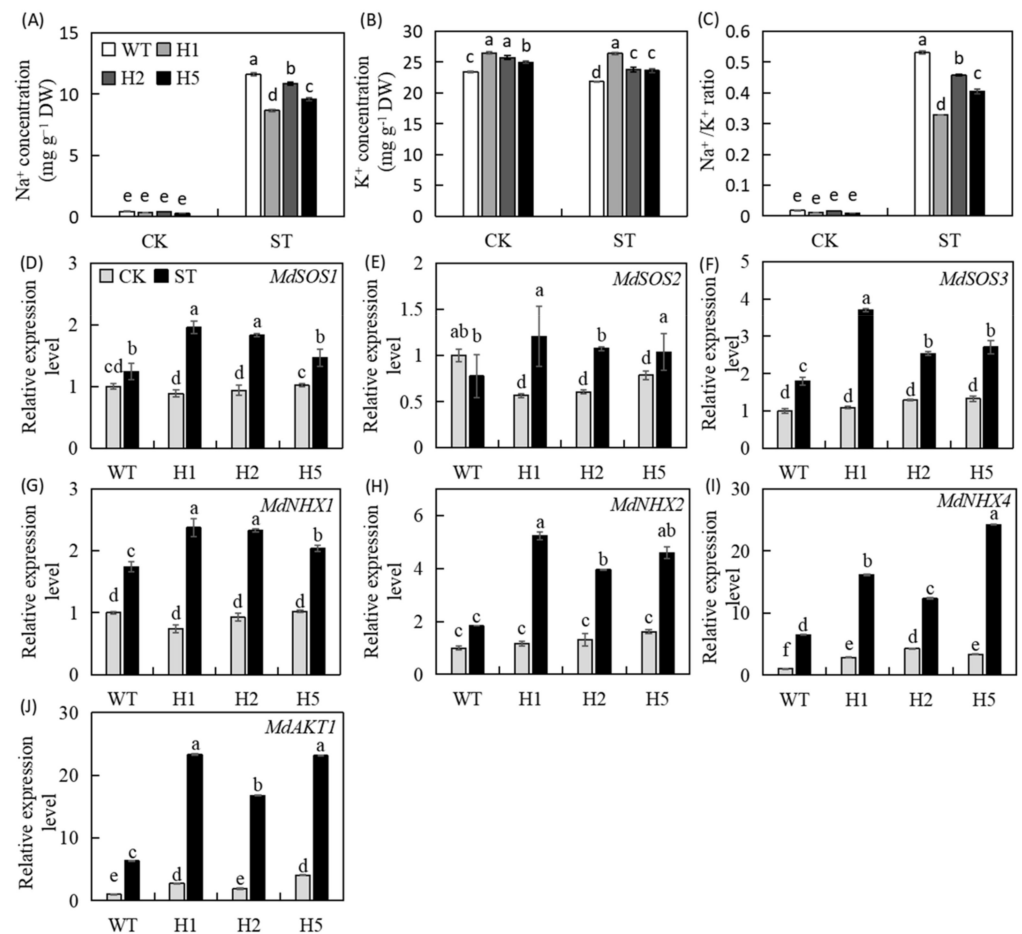 (A)
Na⁺ concentration
(mg g⁻¹ DW)
15
10
5
0
WT H1
H2 H5
e e e e
a d b c
CK ST
(B)
K⁺ concentration
(mg g⁻¹ DW)
30
25
20
15
10
5
0
c a a b
d a c c
CK ST
(C)
Na⁺/K⁺ ratio
0.6
0.5
0.4
0.3
0.2
0.1
0
e e e e
a d b c
CK ST
(D)
Relative expression
level
3
2
1
0
CK ST
MdSOS1
cd b d a d a c b
WT H1 H2 H5
(E)
Relative expression
level
2
1.5
1
0.5
0
MdSOS2
ab b d a d b d a
WT H1 H2 H5
(F)
Relative expression
level
5
4
3
2
1
0
MdSOS3
d c d a d b d b
WT H1 H2 H5
(G)
Relative expression
level
3
2
1
0
MdNHX1
d c d a d a d b
WT H1 H2 H5
(H)
Relative expression
level
6
4
2
0
MdNHX2
c c c a c b c ab
WT H1 H2 H5
(I)
Relative expression
level
30
20
10
0
MdNHX4
f d e b d c e a
WT H1 H2 H5
(J)
Relative expression
level
30
20
10
0
MdAKT1
e c d a e b d a
WT H1 H2 H5